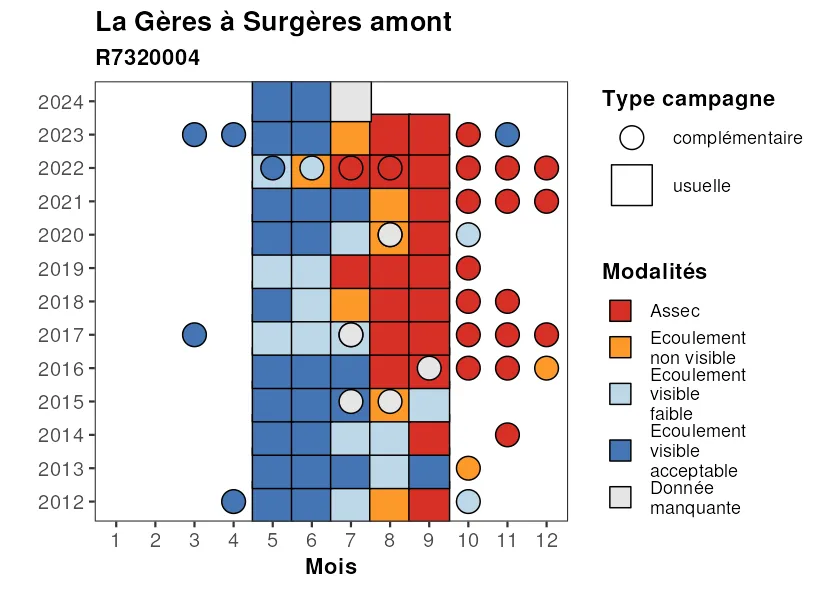 La Gères à Surgères amont
R7320004
2024
2023
2022
2021
2020
2019
2018
2017
2016
2015
2014
2013
2012
1 2 3 4 5 6 7 8 9 10 11 12
Mois
Type campagne
complémentaire
usuelle
Modalités
Assec
Ecoulement
non visible
Ecoulement
visible
faible
Ecoulement
visible
acceptable
Donnée
manquante